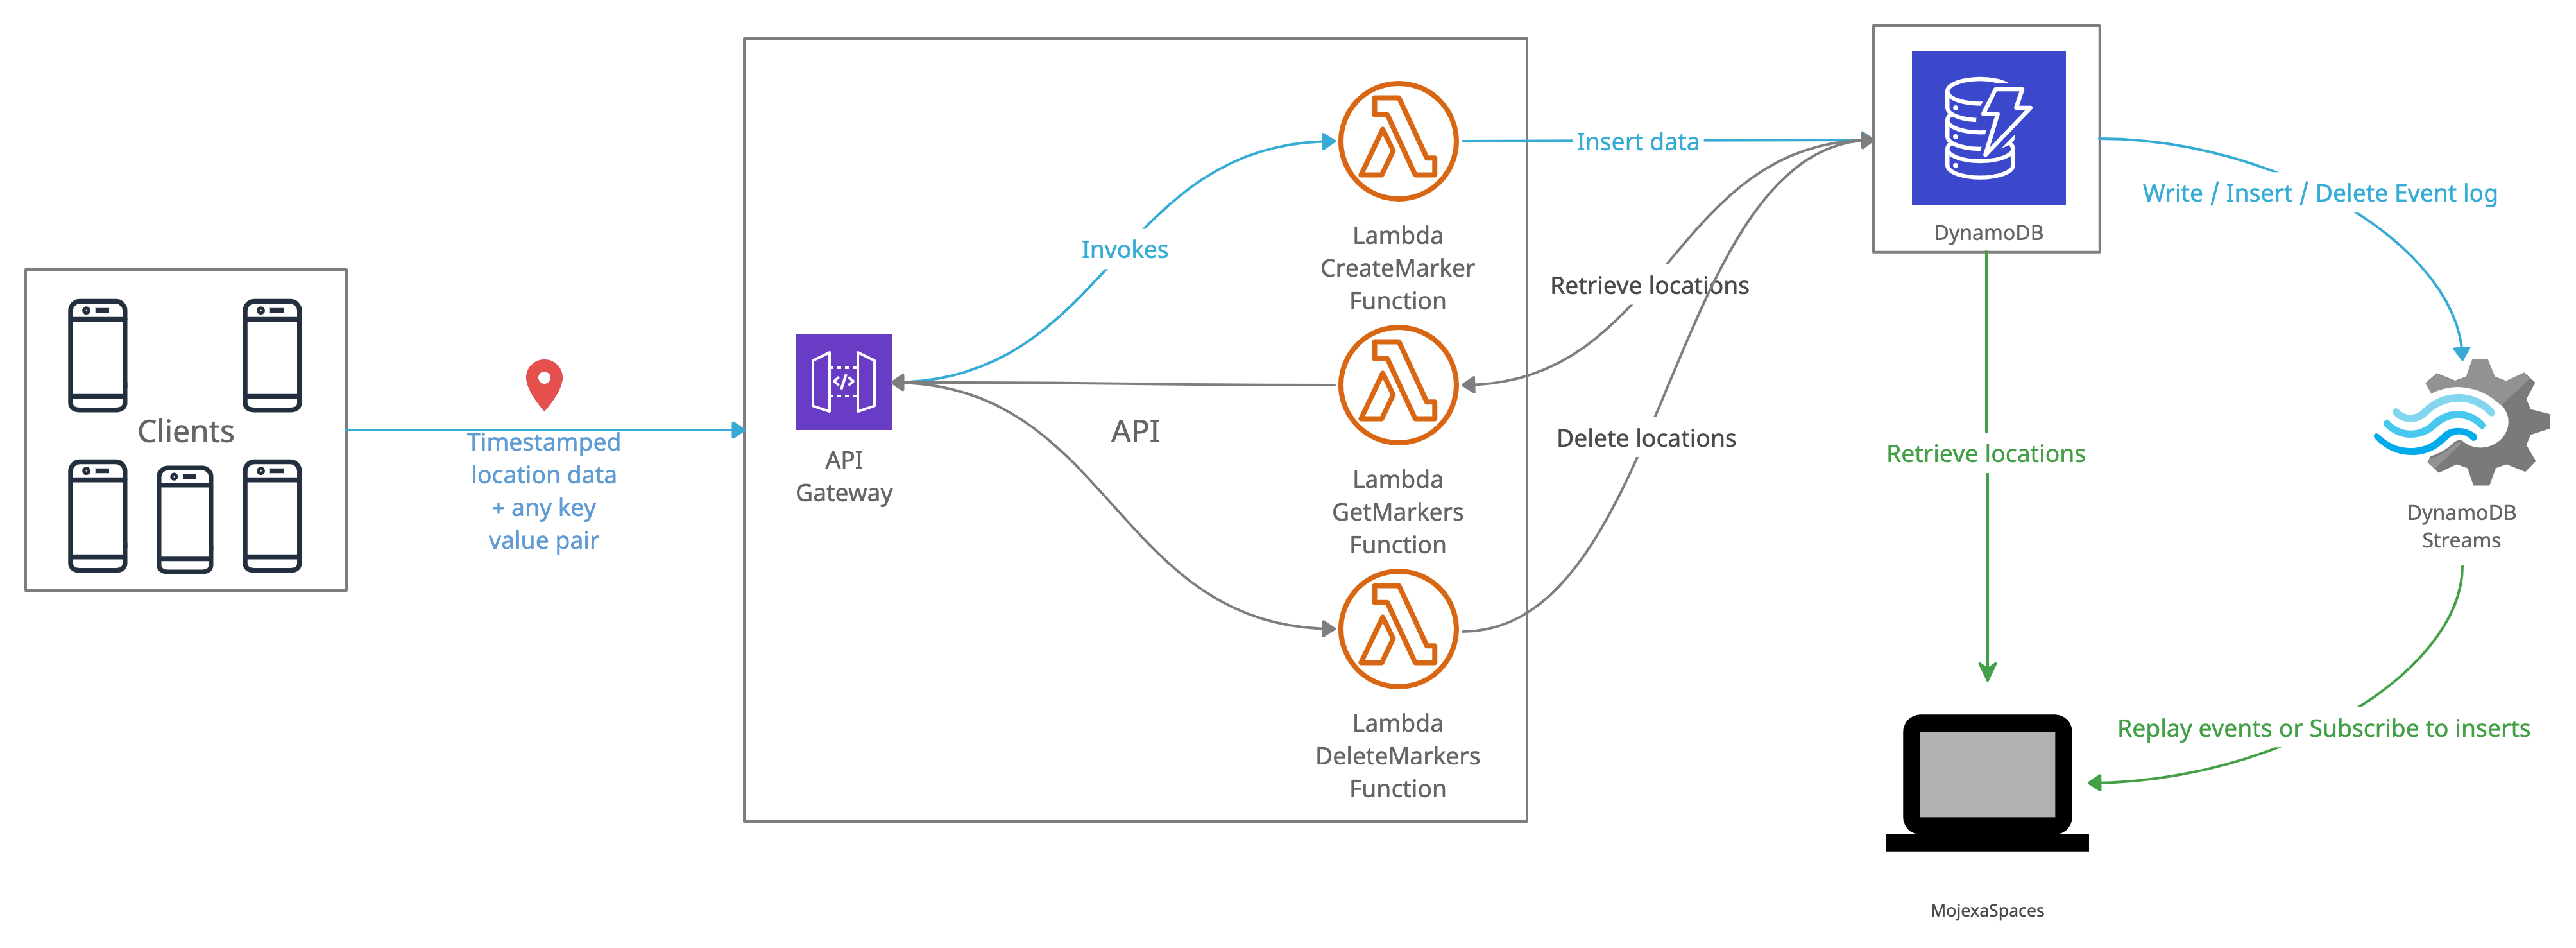 Clients
Timestamped
location data
+ any key
value pair
API
Gateway
Invokes
API
Lambda
CreateMarker
Function
Lambda
GetMarkers
Function
Lambda
DeleteMarkers
Function
Insert data
Retrieve locations
Delete locations
DynamoDB
Write / Insert / Delete Event log
Retrieve locations
DynamoDB
Streams
Replay events or Subscribe to inserts
MojexaSpaces